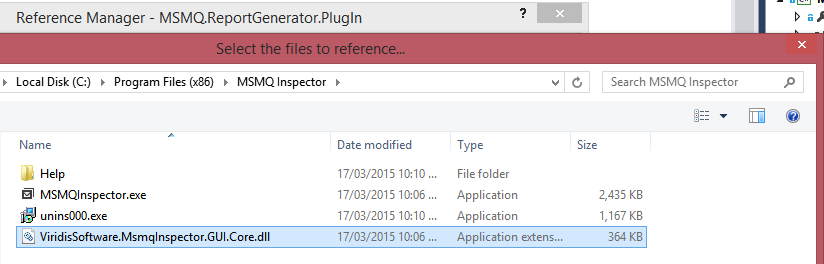 Reference Manager - MSMQ.ReportGenerator.PlugIn ? ×
Select the files to reference... ×
Local Disk (C:) Program Files (x86) MSMQ Inspector Search MSMQ Inspector
Name Date modified Type Size
Help 17/03/2015 10:10 ... File folder
MSMQInspector.exe 17/03/2015 10:06 ... Application 2,435 KB
unins000.exe 17/03/2015 10:10 ... Application 1,167 KB
ViridisSoftware.MsmqInspector.GUI.Core.dll 17/03/2015 10:06 ... Application extens... 364 KB